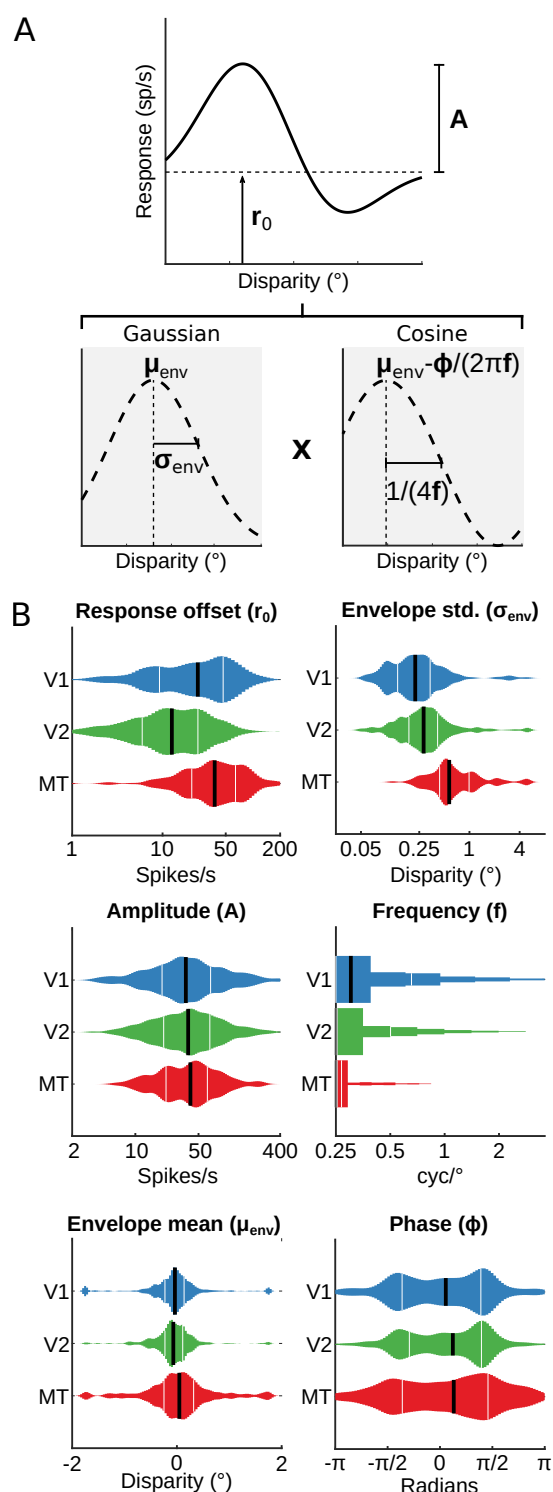 A
Response (sp/s)
A
r0
Disparity (°)
Gaussian
Cosine
μenv
μenv-ϕ/(2πf)
σenv
X
1/(4f)
Disparity (°)
Disparity (°)
B
Response offset (r0)
Envelope std. (σenv)
V1
V2
MT
1 10 50 200
Spikes/s
V1
V2
MT
0.05 0.25 1 4
Disparity (°)
Amplitude (A)
Frequency (f)
V1
V2
MT
2 10 50 400
Spikes/s
V1
V2
MT
0.25 0.5 1 2
cyc/°
Envelope mean (μenv)
Phase (ϕ)
V1
V2
MT
-2 0 2
Disparity (°)
V1
V2
MT
-π -π/2 0 π/2 π
Radians